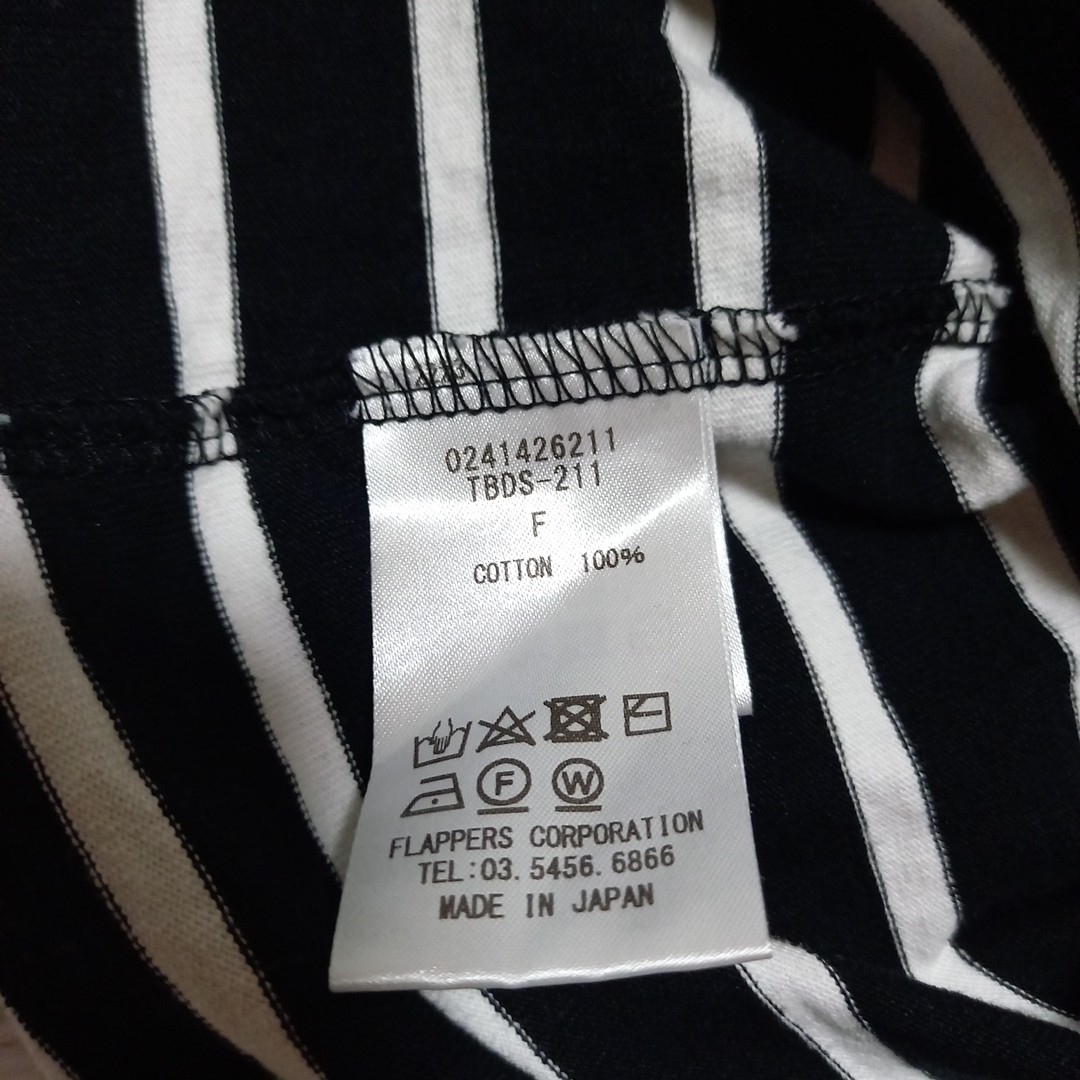 0241426211
TBDS-211
F
COTTON 100%
F W
FLAPPERS CORPORATION
TEL:03.5456.6866
MADE IN JAPAN